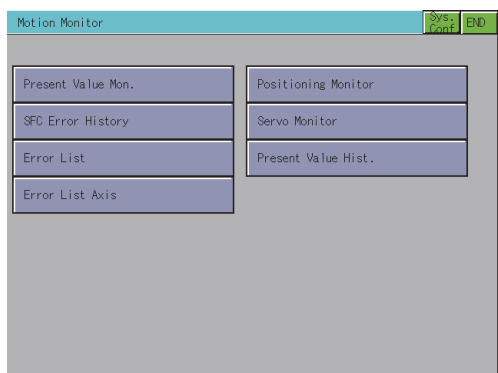 Motion Monitor
Sys. Conf
END
Present Value Mon.
Positioning Monitor
SFC Error History
Servo Monitor
Error List
Present Value Hist.
Error List Axis